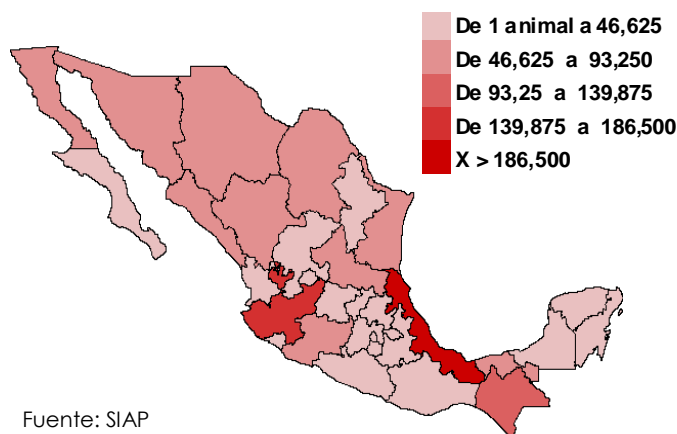 De 1 animal a 46,625
De 46,625 a 93,250
De 93,25 a 139,875
De 139,875 a 186,500
X > 186,500
Fuente: SIAP